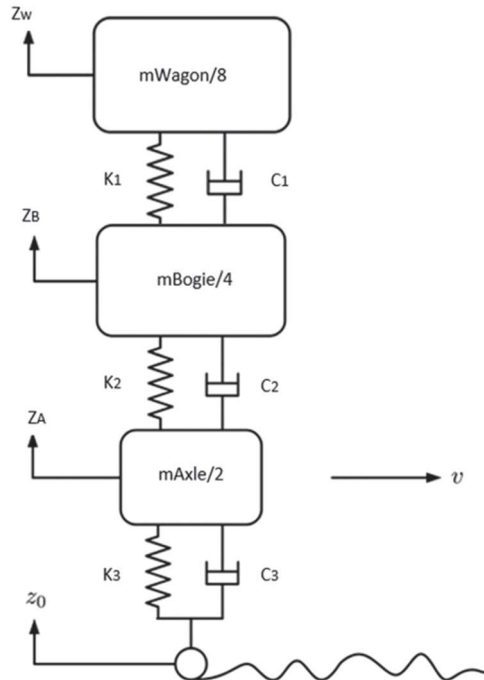 Zw
mWagon/8
K1
C1
ZB
mBogie/4
K2
C2
ZA
mAxle/2
v
K3
C3
z0